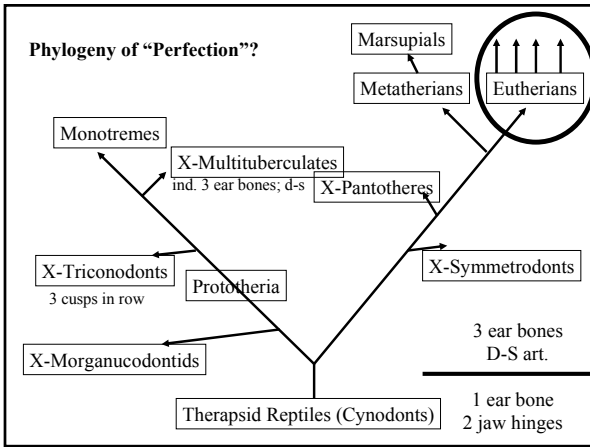 Phylogeny of “Perfection”?
Marsupials
Metatherians
Eutherians
Monotremes
X-Multituberculates
ind. 3 ear bones; d-s
X-Pantotheres
X-Triconodonts
3 cusps in row
Prototheria
X-Symmetrodonts
X-Morganucodontids
3 ear bones
D-S art.
1 ear bone
2 jaw hinges
Therapsid Reptiles (Cynodonts)